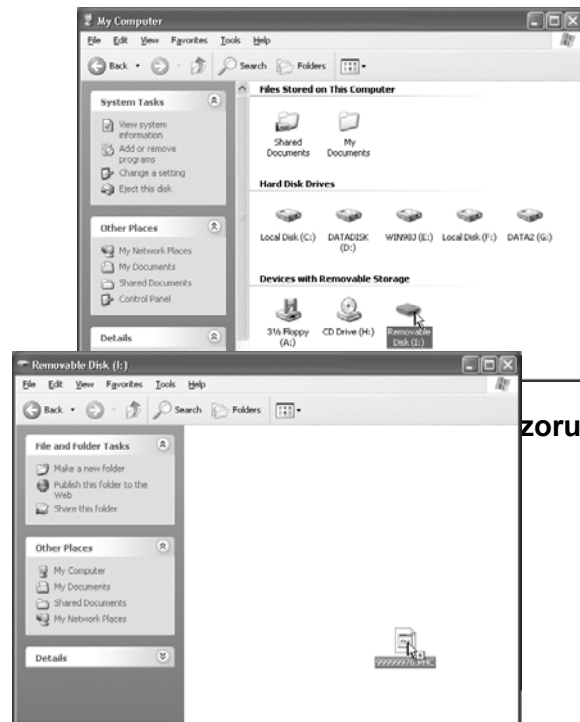 My Computer
File Edit View Favorites Tools Help
Back Search Folders
System Tasks
View system
information
Add or remove
programs
Change a setting
Eject this disk
Other Places
My Network Places
My Documents
Shared Documents
Control Panel
Details
Files Stored on This Computer
Shared
Documents
My
Documents
Hard Disk Drives
Local Disk (C:)
DATADISK
(D:)
WIN98J (E:)
Local Disk (F:)
DATA2 (G:)
Devices with Removable Storage
3½ Floppy
(A:)
CD Drive (H:)
Removable
Disk (I:)
Removable Disk (I:)
File Edit View Favorites Tools Help
Back Search Folders
File and Folder Tasks
Make a new folder
Publish this folder to the
Web
Share this folder
Other Places
My Computer
My Documents
Shared Documents
My Network Places
Details
99999976.PHC
zoru